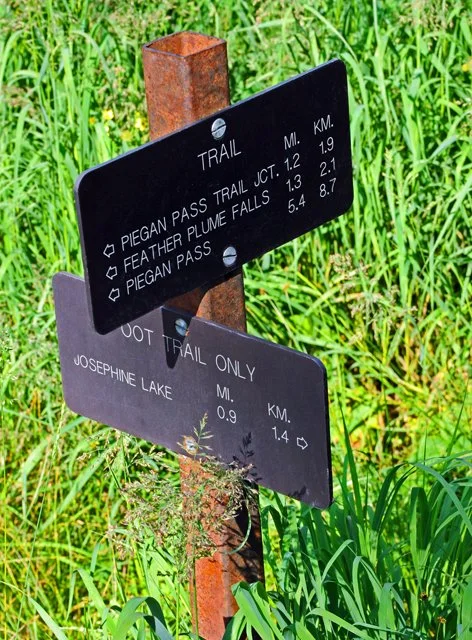 TRAIL MI. KM.
⇦ PIEGAN PASS TRAIL JCT. 1.2 1.9
⇦ FEATHER PLUME FALLS 1.3 2.1
⇦ PIEGAN PASS 5.4 8.7
OOT TRAIL ONLY
MI. KM.
JOSEPHINE LAKE 0.9 1.4 ⇨